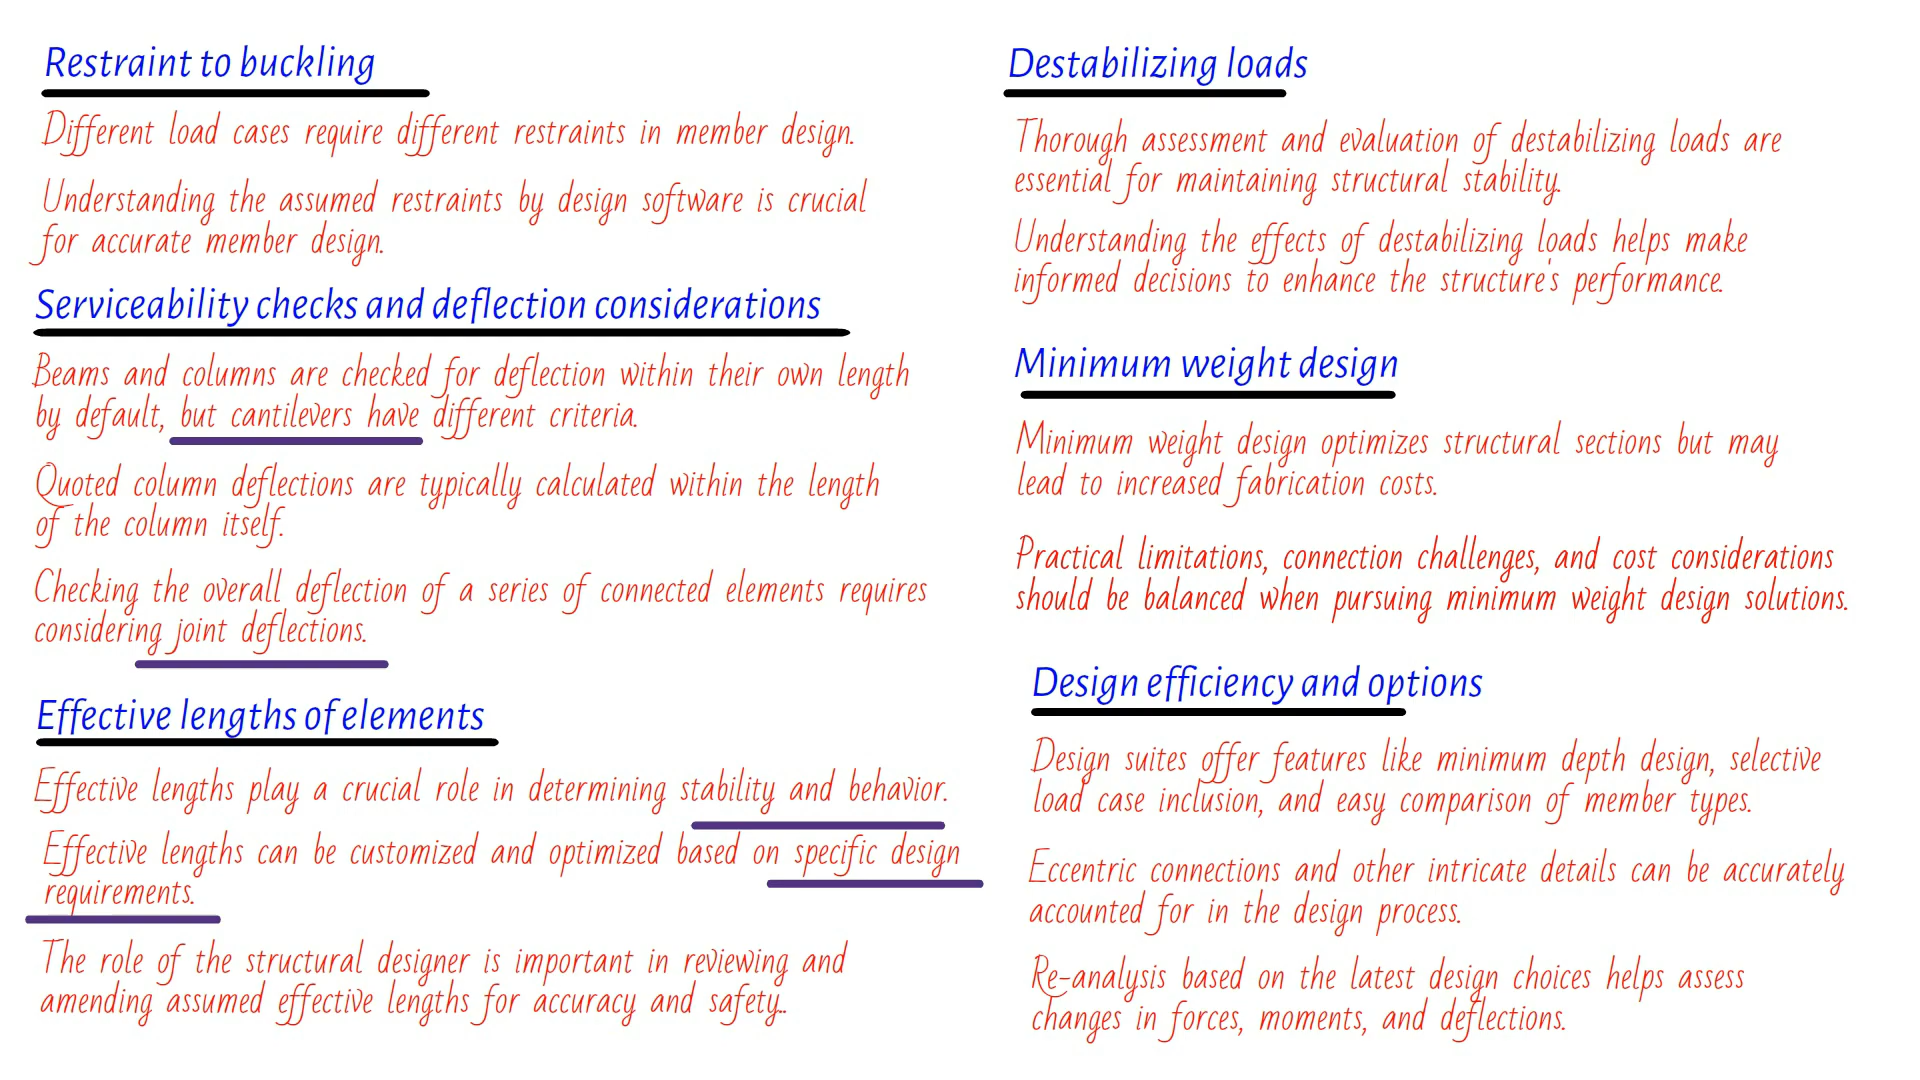 Restraint to buckling
Different load cases require different restraints in member design.
Understanding the assumed restraints by design software is crucial
for accurate member design.
Serviceability checks and deflection considerations
Beams and columns are checked for deflection within their own length
by default, but cantilevers have different criteria.
Quoted column deflections are typically calculated within the length
of the column itself.
Checking the overall deflection of a series of connected elements requires
considering joint deflections.
Effective lengths of elements
Effective lengths play a crucial role in determining stability and behavior.
Effective lengths can be customized and optimized based on specific design
requirements.
The role of the structural designer is important in reviewing and
amending assumed effective lengths for accuracy and safety..
Destabilizing loads
Thorough assessment and evaluation of destabilizing loads are
essential for maintaining structural stability.
Understanding the effects of destabilizing loads helps make
informed decisions to enhance the structure's performance.
Minimum weight design
Minimum weight design optimizes structural sections but may
lead to increased fabrication costs.
Practical limitations, connection challenges, and cost considerations
should be balanced when pursuing minimum weight design solutions.
Design efficiency and options
Design suites offer features like minimum depth design, selective
load case inclusion, and easy comparison of member types.
Eccentric connections and other intricate details can be accurately
accounted for in the design process.
Re-analysis based on the latest design choices helps assess
changes in forces, moments, and deflections.